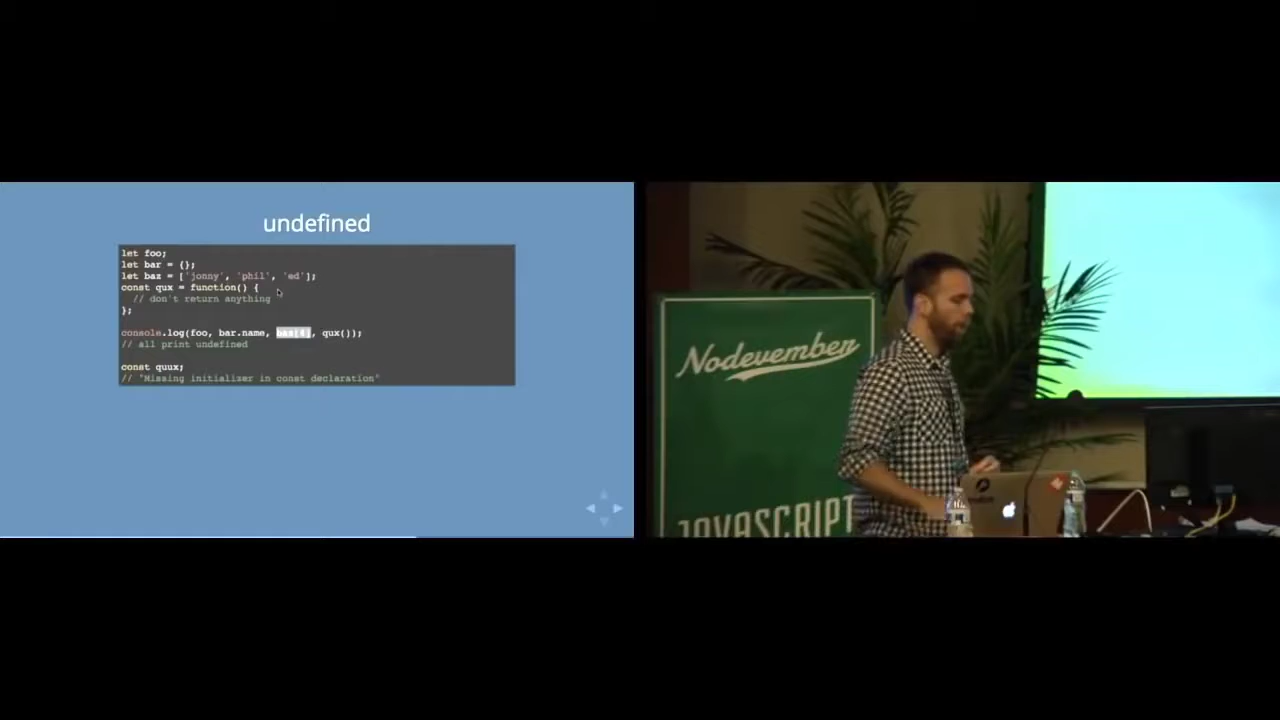 undefined
let foo;
let bar = {};
let baz = ['jonny', 'phil', 'ed'];
const qux = function() {
// don't return anything
};
console.log(foo, bar.name, baz[4], qux());
// all print undefined
const quux;
// "Missing initializer in const declaration"
Nodevember
JAVASCRIPT